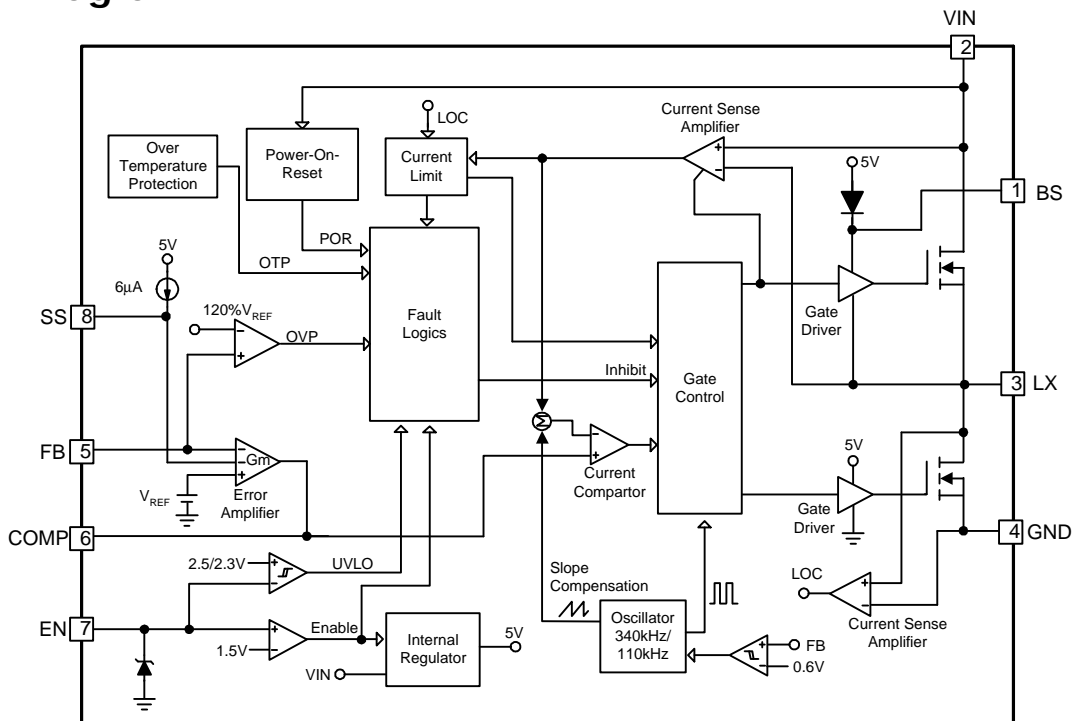 VIN
2
LOC
Current Sense
Amplifier
Over
Temperature
Protection
Power-On-
Reset
Current
Limit
+
−
5V
1
BS
POR
OTP
5V
6μA
SS
8
120%VREF
−
+
OVP
Fault
Logics
Gate
Driver
Inhibit
Gate
Control
3
LX
FB
5
−
−
+
Gm
VREF
Error
Amplifier
Σ
−
+
Current
Compartor
5V
Gate
Driver
COMP
6
4
GND
2.5/2.3V
+
−
UVLO
Slope
Compensation
LOC
+
−
Current Sense
Amplifier
EN
7
+
−
1.5V
Enable
Internal
Regulator
5V
VIN
Oscillator
340kHz/
110kHz
+
−
FB
0.6V